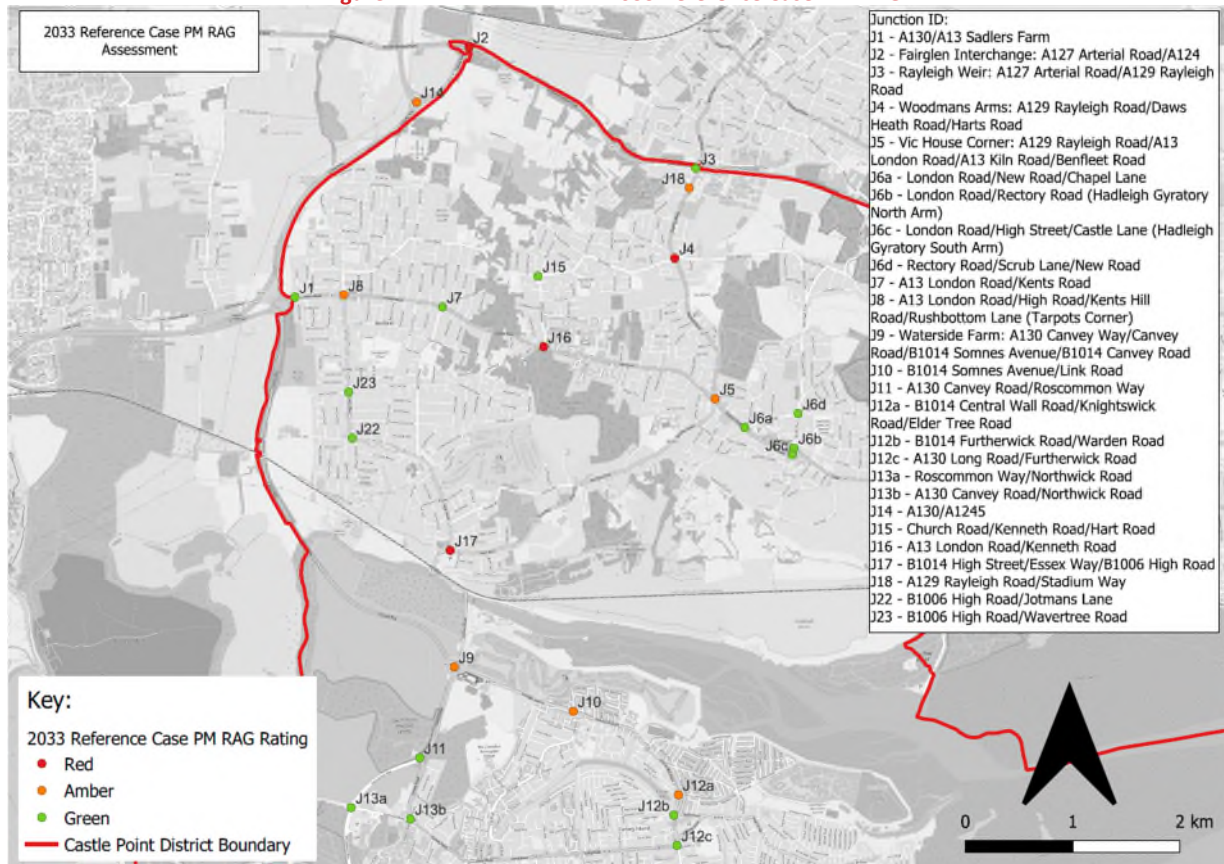 2033 Reference Case PM RAG
Assessment
Junction ID:
J1 - A130/A13 Sadlers Farm
J2 - Fairglen Interchange: A127 Arterial Road/A124
J3 - Rayleigh Weir: A127 Arterial Road/A129 Rayleigh
Road
J4 - Woodmans Arms: A129 Rayleigh Road/Daws
Heath Road/Harts Road
J5 - Vic House Corner: A129 Rayleigh Road/A13
London Road/A13 Kiln Road/Benfleet Road
J6a - London Road/New Road/Chapel Lane
J6b - London Road/Rectory Road (Hadleigh Gyratory
North Arm)
J6c - London Road/High Street/Castle Lane (Hadleigh
Gyratory South Arm)
J6d - Rectory Road/Scrub Lane/New Road
J7 - A13 London Road/Kents Road
J8 - A13 London Road/High Road/Kents Hill
Road/Rushbottom Lane (Tarpots Corner)
J9 - Waterside Farm: A130 Canvey Way/Canvey
Road/B1014 Somnes Avenue/B1014 Canvey Road
J10 - B1014 Somnes Avenue/Link Road
J11 - A130 Canvey Road/Roscommon Way
J12a - B1014 Central Wall Road/Knightswick
Road/Elder Tree Road
J12b - B1014 Furtherwick Road/Warden Road
J12c - A130 Long Road/Furtherwick Road
J13a - Roscommon Way/Northwick Road
J13b - A130 Canvey Road/Northwick Road
J14 - A130/A1245
J15 - Church Road/Kenneth Road/Hart Road
J16 - A13 London Road/Kenneth Road
J17 - B1014 High Street/Essex Way/B1006 High Road
J18 - A129 Rayleigh Road/Stadium Way
J22 - B1006 High Road/Jotmans Lane
J23 - B1006 High Road/Wavertree Road
J2
J14
J3
J18
J4
J15
J1
J8
J7
J16
J23
J5
J6a
J6d
J22
J6b
J6c
J17
J9
J10
J11
J12a
J13a
J13b
J12b
J12c
Key:
2033 Reference Case PM RAG Rating
Red
Amber
Green
Castle Point District Boundary
0 1 2 km